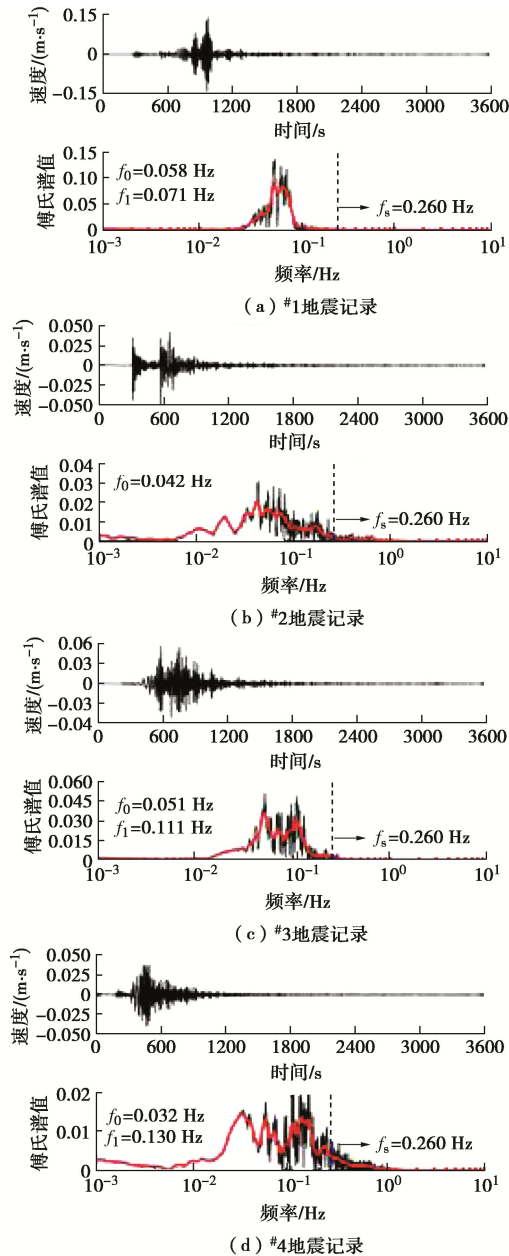 0.15
0
−0.15
速度/(m·s⁻¹)
0 600 1200 1800 2400 3000 3600
时间/s
0.15
0.10
0.05
0
傅氏谱值
f₀=0.058 Hz
f₁=0.071 Hz
fₛ=0.260 Hz
10⁻³ 10⁻² 10⁻¹ 10⁰ 10¹
频率/Hz
（a）#1地震记录
0.050
0.025
0
−0.025
−0.050
速度/(m·s⁻¹)
0 600 1200 1800 2400 3000 3600
时间/s
0.04
0.03
0.02
0.01
0
傅氏谱值
f₀=0.042 Hz
fₛ=0.260 Hz
10⁻³ 10⁻² 10⁻¹ 10⁰ 10¹
频率/Hz
（b）#2地震记录
0.06
0.03
0
−0.03
−0.04
速度/(m·s⁻¹)
0 600 1200 1800 2400 3000 3600
时间/s
0.060
0.045
0.030
0.015
0
傅氏谱值
f₀=0.051 Hz
f₁=0.111 Hz
fₛ=0.260 Hz
10⁻³ 10⁻² 10⁻¹ 10⁰ 10¹
频率/Hz
（c）#3地震记录
0.050
0.025
0
−0.025
−0.050
速度/(m·s⁻¹)
0 600 1200 1800 2400 3000 3600
时间/s
0.02
0.01
0
傅氏谱值
f₀=0.032 Hz
f₁=0.130 Hz
fₛ=0.260 Hz
10⁻³ 10⁻² 10⁻¹ 10⁰ 10¹
频率/Hz
（d）#4地震记录